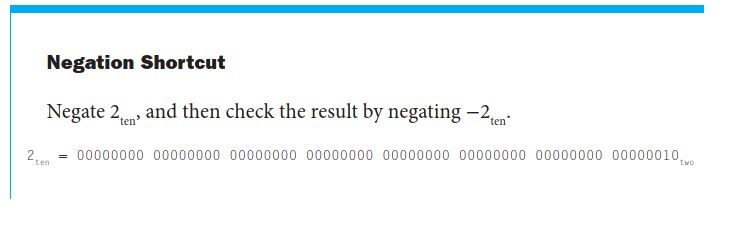 Negation Shortcut
Negate 2ten, and then check the result by negating −2ten.
2ten = 00000000 00000000 00000000 00000000 00000000 00000000 00000000 00000010two